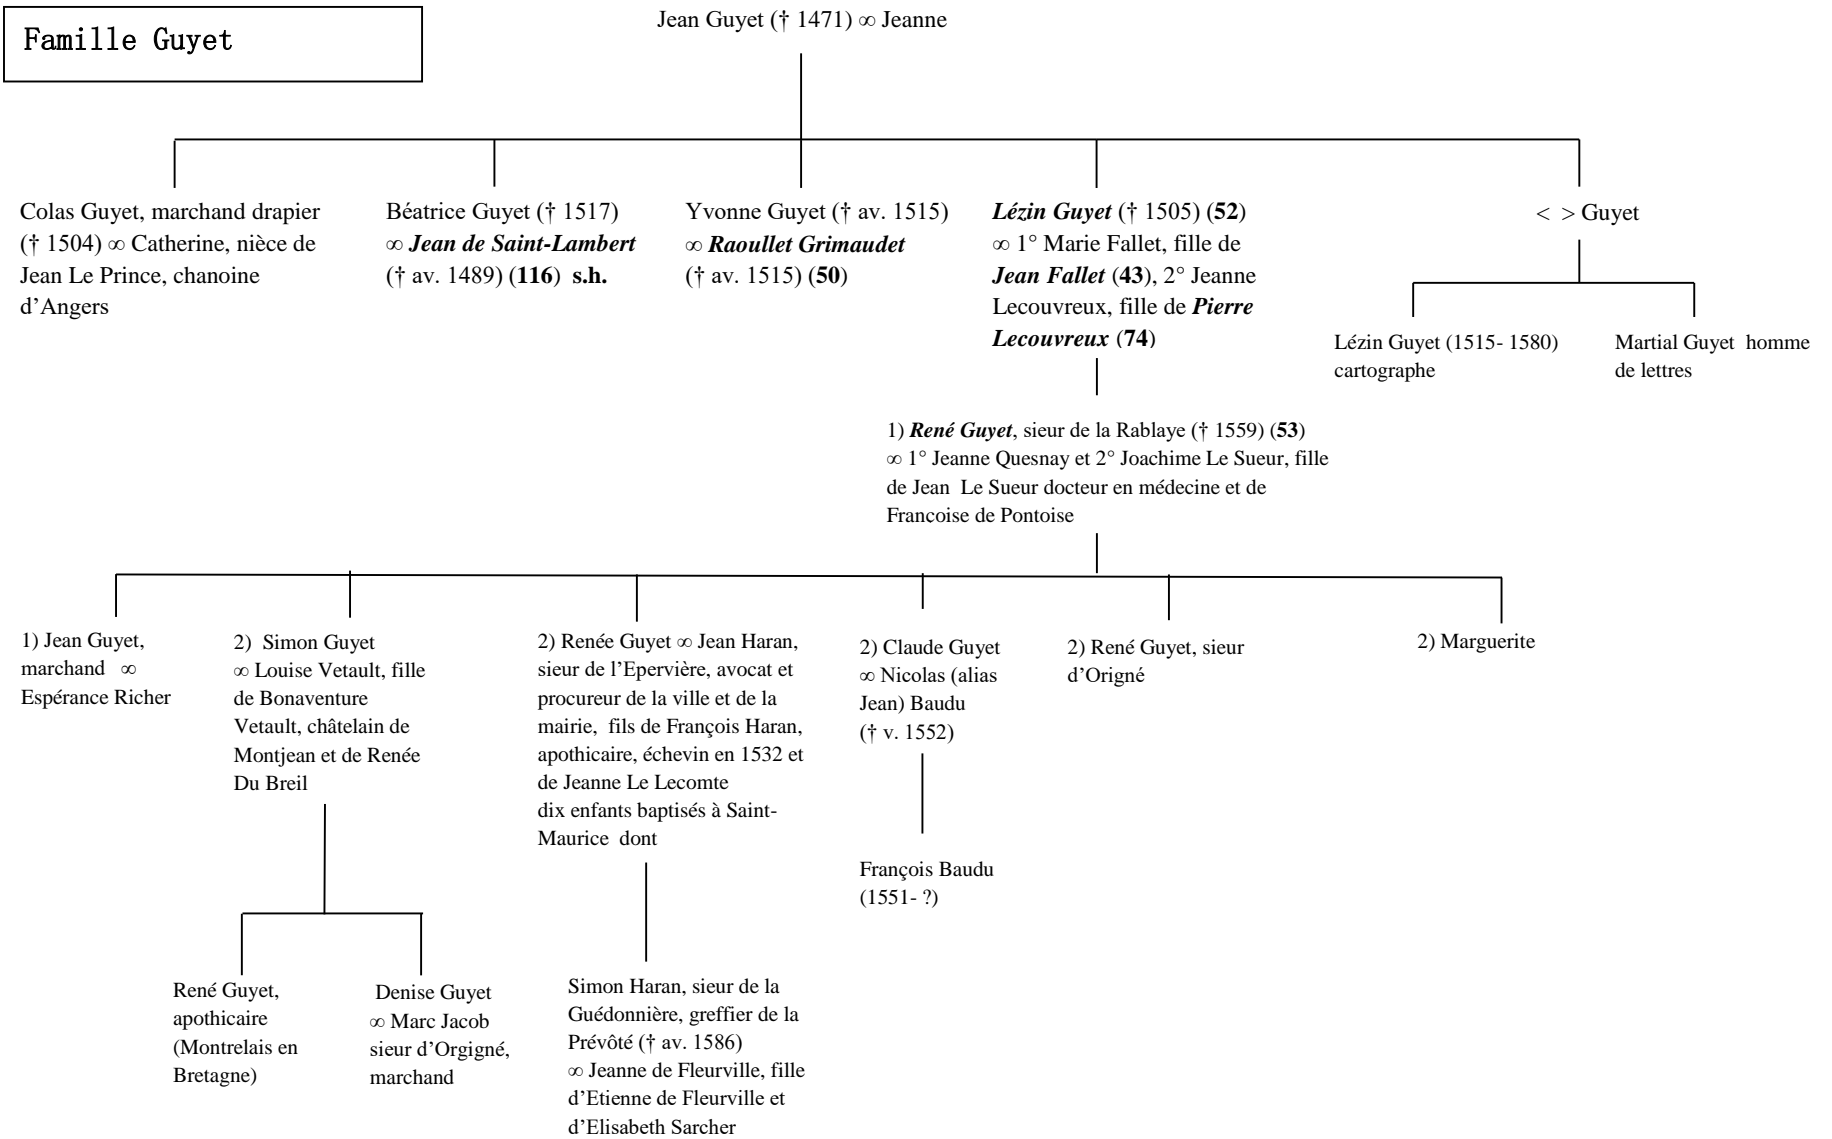 Famille Guyet
Jean Guyet († 1471) ∞ Jeanne
Colas Guyet, marchand drapier
(† 1504) ∞ Catherine, nièce de
Jean Le Prince, chanoine
d’Angers
Béatrice Guyet († 1517)
∞ Jean de Saint-Lambert
(† av. 1489) (116) s.h.
Yvonne Guyet († av. 1515)
∞ Raoullet Grimaudet
(† av. 1515) (50)
Lézin Guyet († 1505) (52)
∞ 1° Marie Fallet, fille de
Jean Fallet (43), 2° Jeanne
Lecouvreux, fille de Pierre
Lecouvreux (74)
< > Guyet
Lézin Guyet (1515- 1580)
cartographe
Martial Guyet homme
de lettres
1) René Guyet, sieur de la Rablaye († 1559) (53)
∞ 1° Jeanne Quesnay et 2° Joachime Le Sueur, fille
de Jean Le Sueur docteur en médecine et de
Francoise de Pontoise
1) Jean Guyet,
marchand ∞
Espérance Richer
2) Simon Guyet
∞ Louise Vetault, fille
de Bonaventure
Vetault, châtelain de
Montjean et de Renée
Du Breil
2) Renée Guyet ∞ Jean Haran,
sieur de l’Epervière, avocat et
procureur de la ville et de la
mairie, fils de François Haran,
apothicaire, échevin en 1532 et
de Jeanne Le Lecomte
dix enfants baptisés à Saint-
Maurice dont
2) Claude Guyet
∞ Nicolas (alias
Jean) Baudu
(† v. 1552)
2) René Guyet, sieur
d’Origné
2) Marguerite
François Baudu
(1551- ?)
René Guyet,
apothicaire
(Montrelais en
Bretagne)
Denise Guyet
∞ Marc Jacob
sieur d’Orgigné,
marchand
Simon Haran, sieur de la
Guédonnière, greffier de la
Prévôté († av. 1586)
∞ Jeanne de Fleurville, fille
d’Etienne de Fleurville et
d’Elisabeth Sarcher